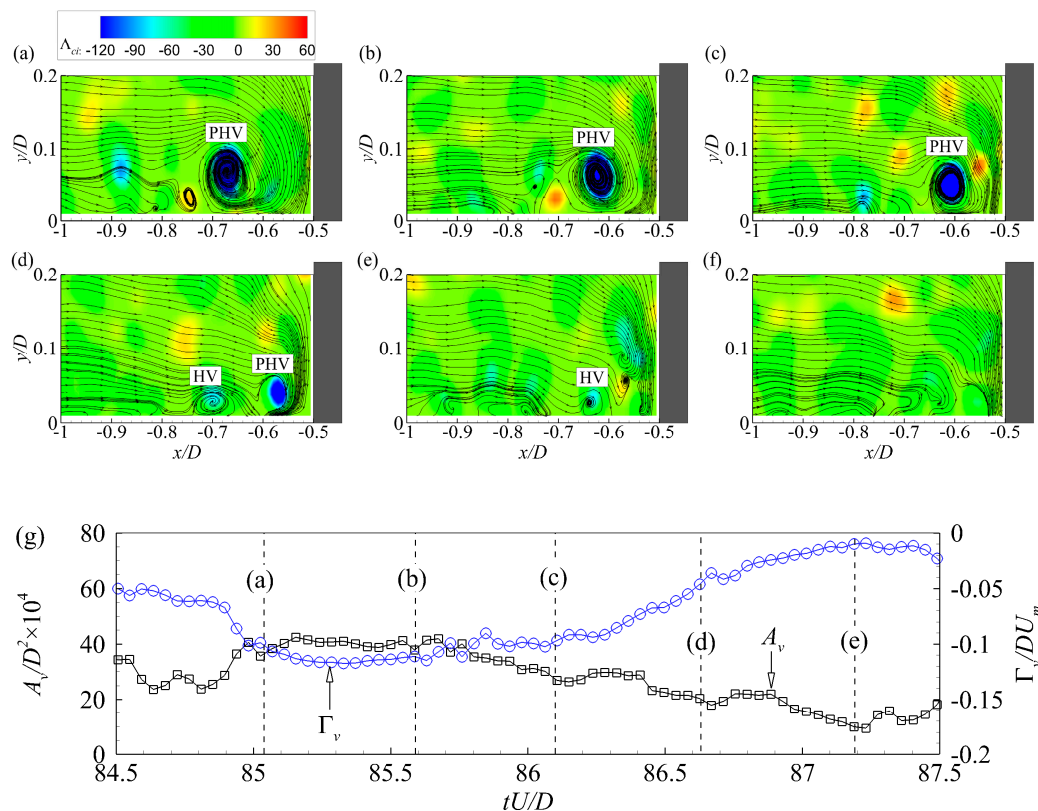 Λci: -120 -90 -60 -30 0 30 60
(a) (b) (c)
0.2 0.2 0.2
PHV PHV PHV
y/D y/D y/D
0.1 0.1 0.1
0 0 0
-1 -0.9 -0.8 -0.7 -0.6 -0.5 -1 -0.9 -0.8 -0.7 -0.6 -0.5 -1 -0.9 -0.8 -0.7 -0.6 -0.5
(d) (e) (f)
0.2 0.2 0.2
y/D
0.1 0.1 0.1
HV PHV HV
0 0 0
-1 -0.9 -0.8 -0.7 -0.6 -0.5 -1 -0.9 -0.8 -0.7 -0.6 -0.5 -1 -0.9 -0.8 -0.7 -0.6 -0.5
x/D x/D x/D
(g)
80 0
(a) (b) (c)
60 -0.05
Av/D²×10⁴
40 -0.1
(d) Av (e)
Γv/DUm
20 -0.15
Γv
0 -0.2
84.5 85 85.5 86 86.5 87 87.5
tU/D